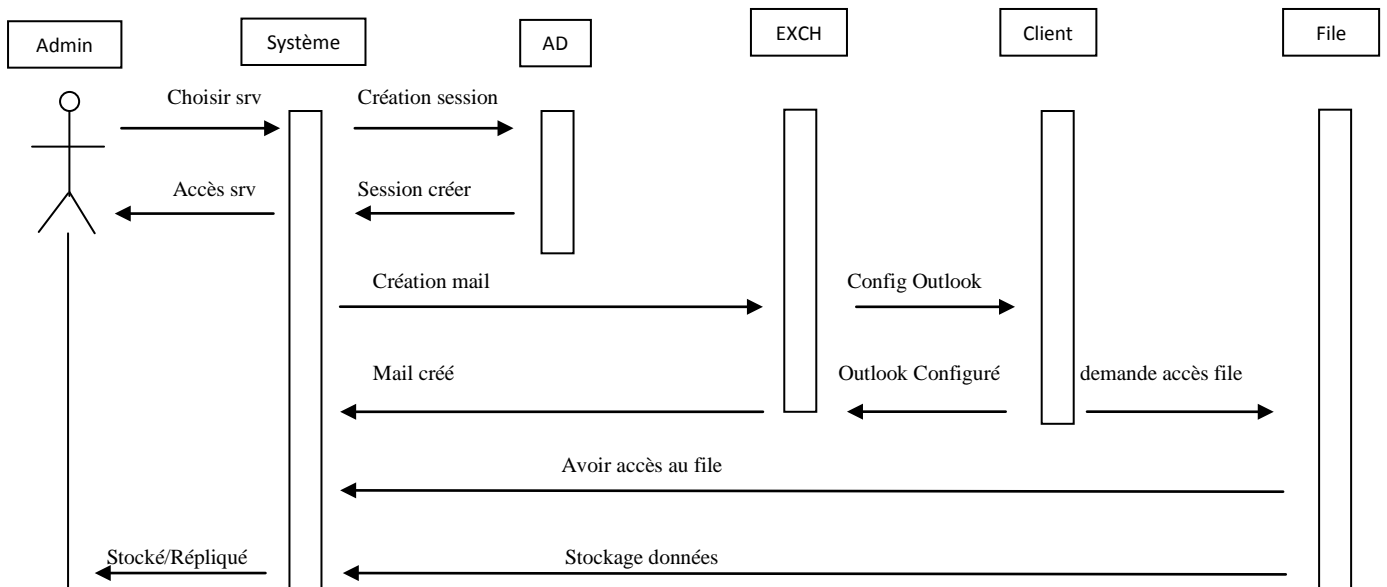 Admin
Système
AD
EXCH
Client
File
Choisir srv
Création session
Accès srv
Session créer
Création mail
Config Outlook
Mail créé
Outlook Configuré
demande accès file
Avoir accès au file
Stocké/Répliqué
Stockage données